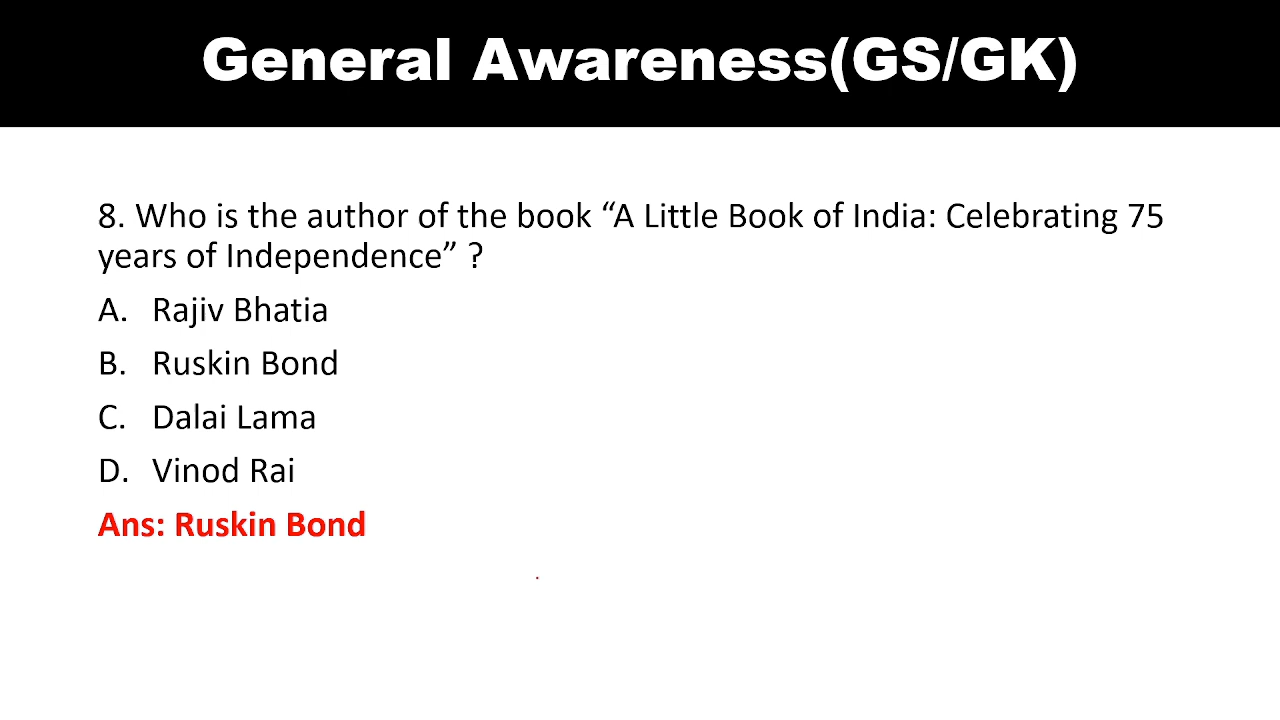 General Awareness(GS/GK)
8. Who is the author of the book “A Little Book of India: Celebrating 75
years of Independence” ?
A. Rajiv Bhatia
B. Ruskin Bond
C. Dalai Lama
D. Vinod Rai
Ans: Ruskin Bond